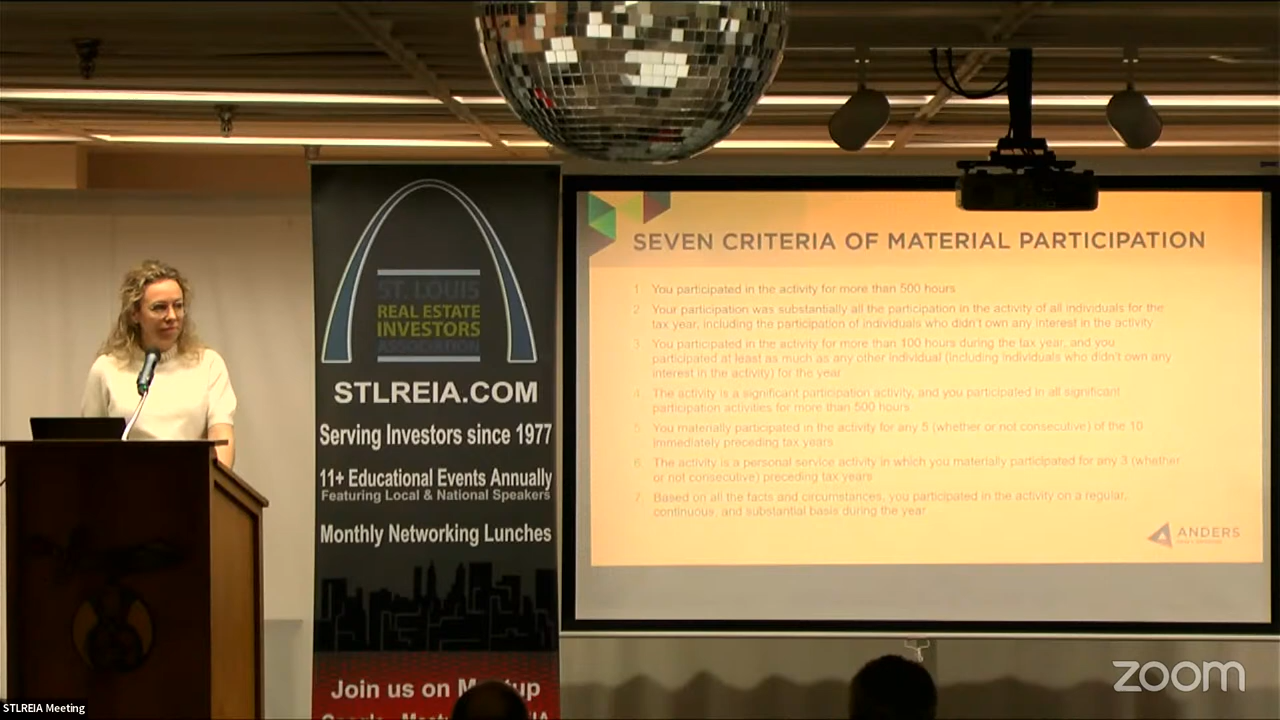 ST. LOUIS
REAL ESTATE
INVESTORS
ASSOCIATION
STLREIA.COM
Serving Investors since 1977
11+ Educational Events Annually
Featuring Local & National Speakers
Monthly Networking Lunches
Join us on M tup
SEVEN CRITERIA OF MATERIAL PARTICIPATION
1. You participated in the activity for more than 500 hours
2. Your participation was substantially all the participation in the activity of all individuals for the
tax year, including the participation of individuals who didn't own any interest in the activity
3. You participated in the activity for more than 100 hours during the tax year, and you
participated at least as much as any other individual (including individuals who didn't own any
interest in the activity) for the year
4. The activity is a significant participation activity, and you participated in all significant
participation activities for more than 500 hours
5. You materially participated in the activity for any 5 (whether or not consecutive) of the 10
immediately preceding tax years
6. The activity is a personal service activity in which you materially participated for any 3 (whether
or not consecutive) preceding tax years
7. Based on all the facts and circumstances, you participated in the activity on a regular,
continuous, and substantial basis during the year
ANDERS
zoom
STLREIA Meeting